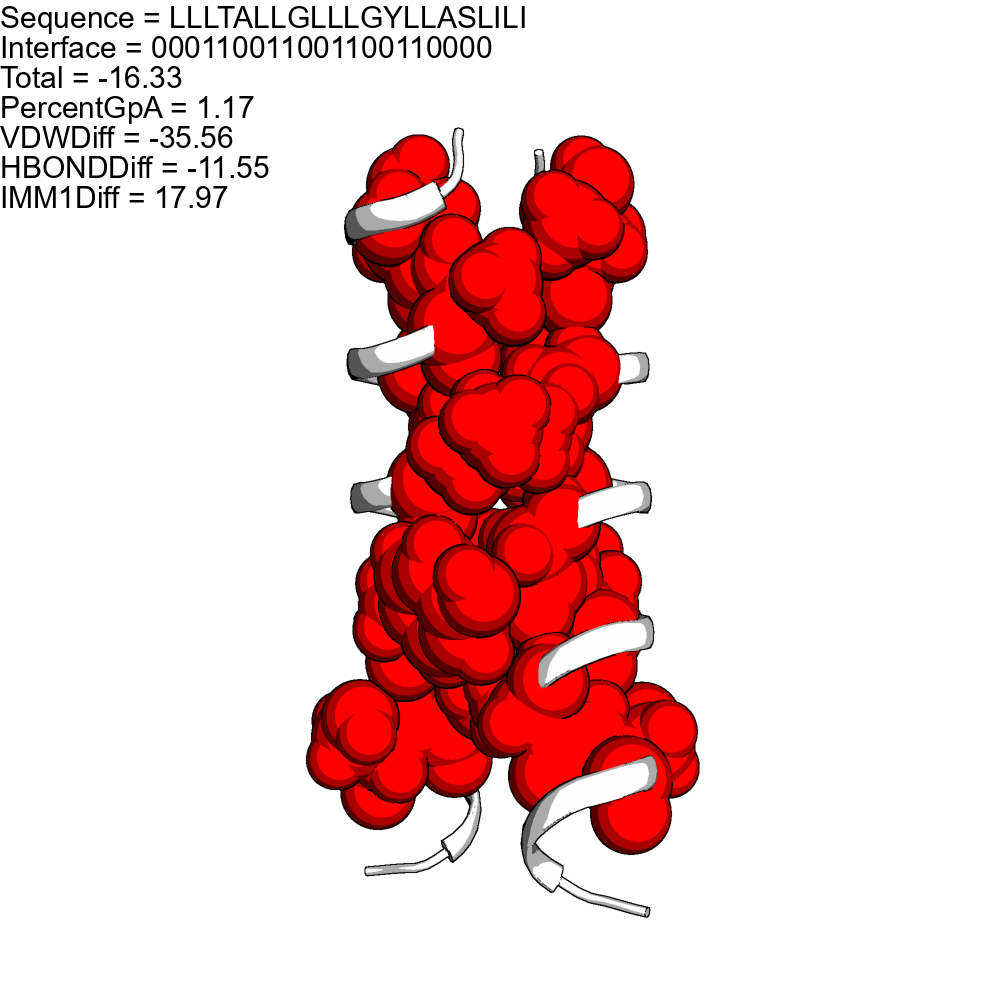 Sequence = LLLTALLGLLLGYLLASLILI
Interface = 000110011001100110000
Total = -16.33
PercentGpA = 1.17
VDWDiff = -35.56
HBONDDiff = -11.55
IMM1Diff = 17.97